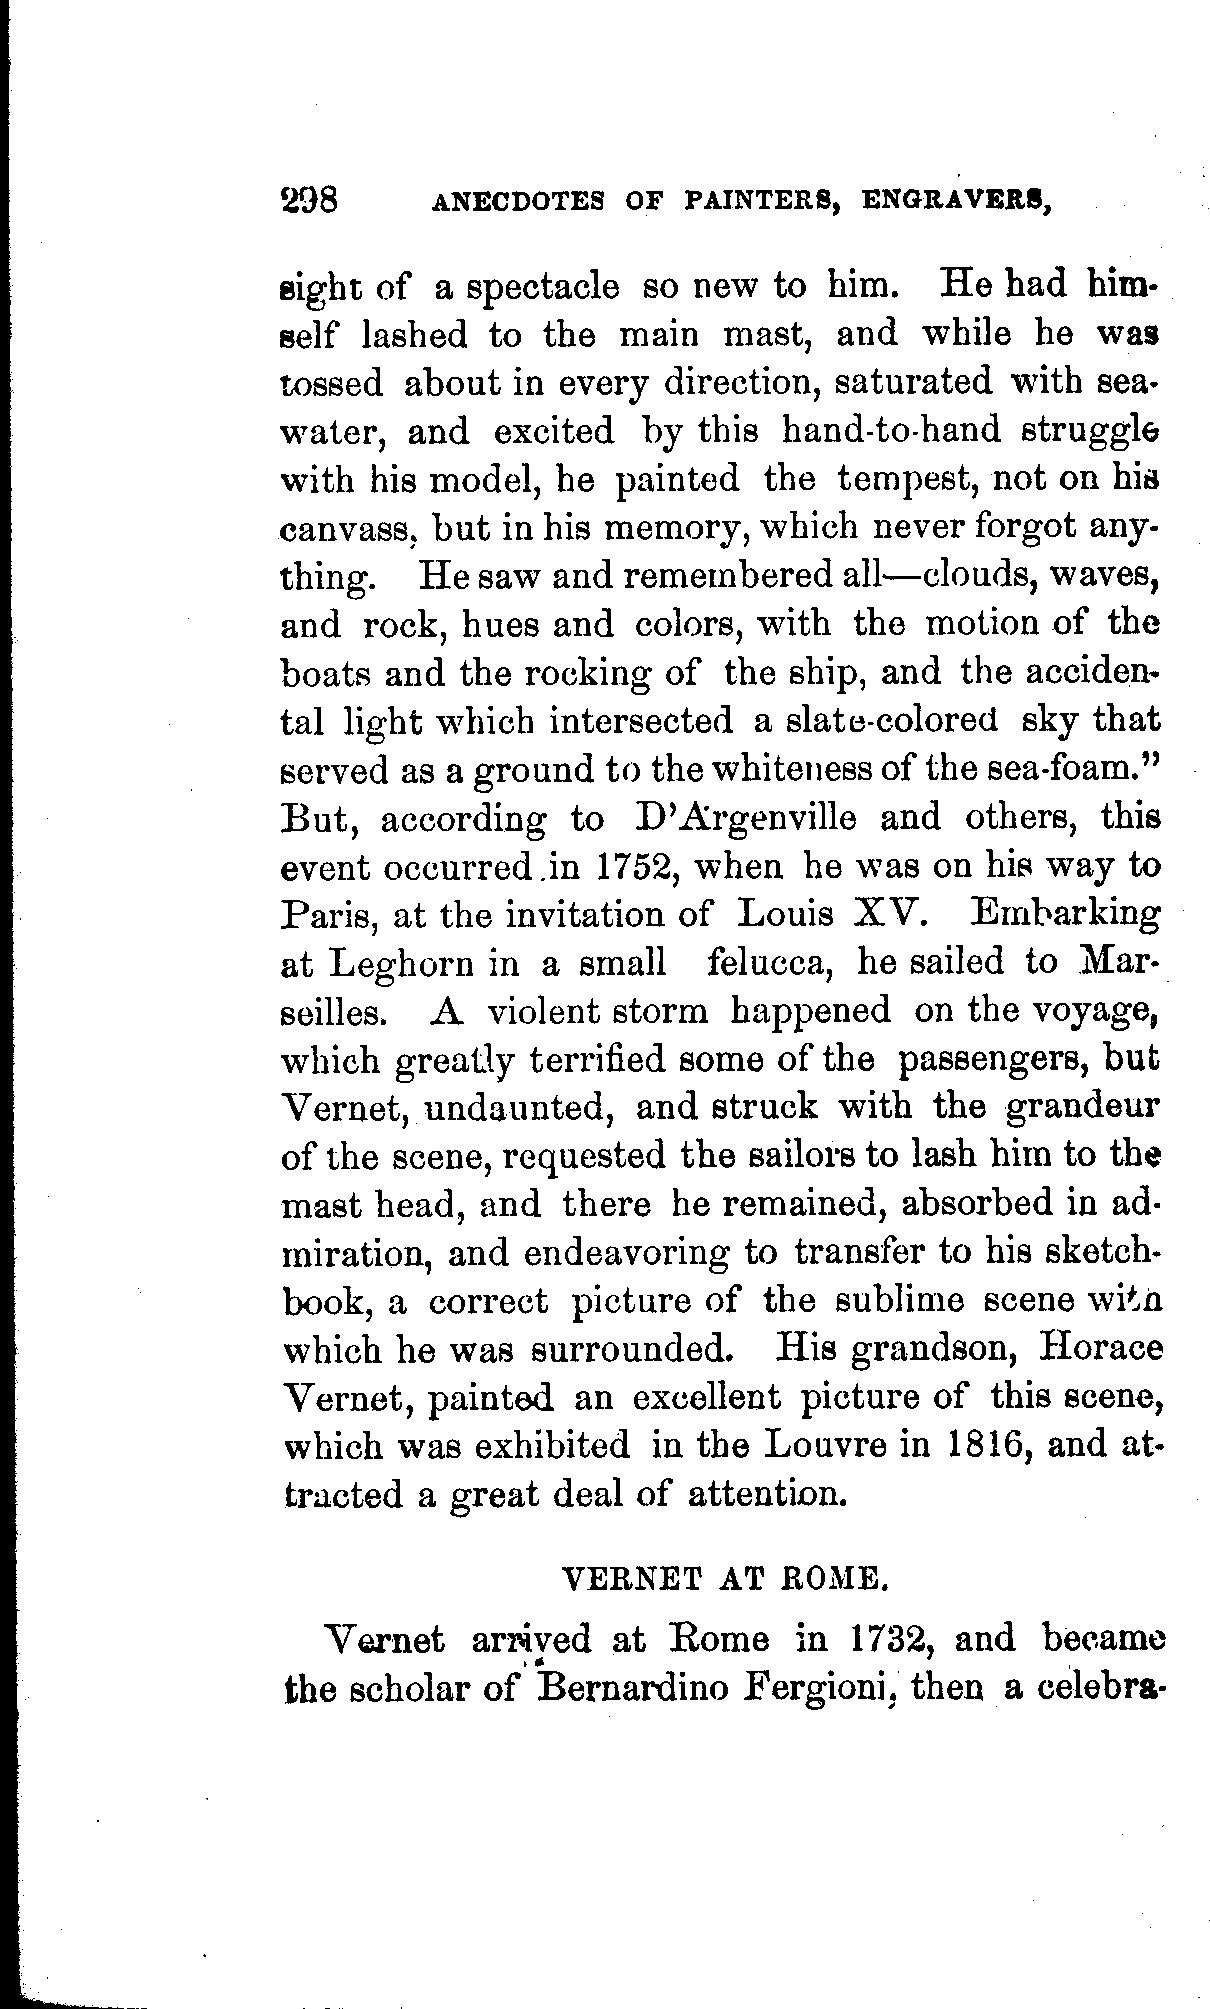 298 ANECDOTES OF PAINTERS, ENGRAVERS,
sight of a spectacle so new to him. He had him-
self lashed to the main mast, and while he was
tossed about in every direction, saturated with sea-
water, and excited by this hand-to-hand struggle
with his model, he painted the tempest, not on his
canvass, but in his memory, which never forgot any-
thing. He saw and remembered all—clouds, waves,
and rock, hues and colors, with the motion of the
boats and the rocking of the ship, and the acciden-
tal light which intersected a slate-colored sky that
served as a ground to the whiteness of the sea-foam."
But, according to D'Argenville and others, this
event occurred in 1752, when he was on his way to
Paris, at the invitation of Louis XV. Embarking
at Leghorn in a small felucca, he sailed to Mar-
seilles. A violent storm happened on the voyage,
which greatly terrified some of the passengers, but
Vernet, undaunted, and struck with the grandeur
of the scene, requested the sailors to lash him to the
mast head, and there he remained, absorbed in ad-
miration, and endeavoring to transfer to his sketch-
book, a correct picture of the sublime scene with
which he was surrounded. His grandson, Horace
Vernet, painted an excellent picture of this scene,
which was exhibited in the Louvre in 1816, and at-
tracted a great deal of attention.
VERNET AT ROME.
Vernet arrived at Rome in 1732, and became
the scholar of Bernardino Fergioni, then a celebra-